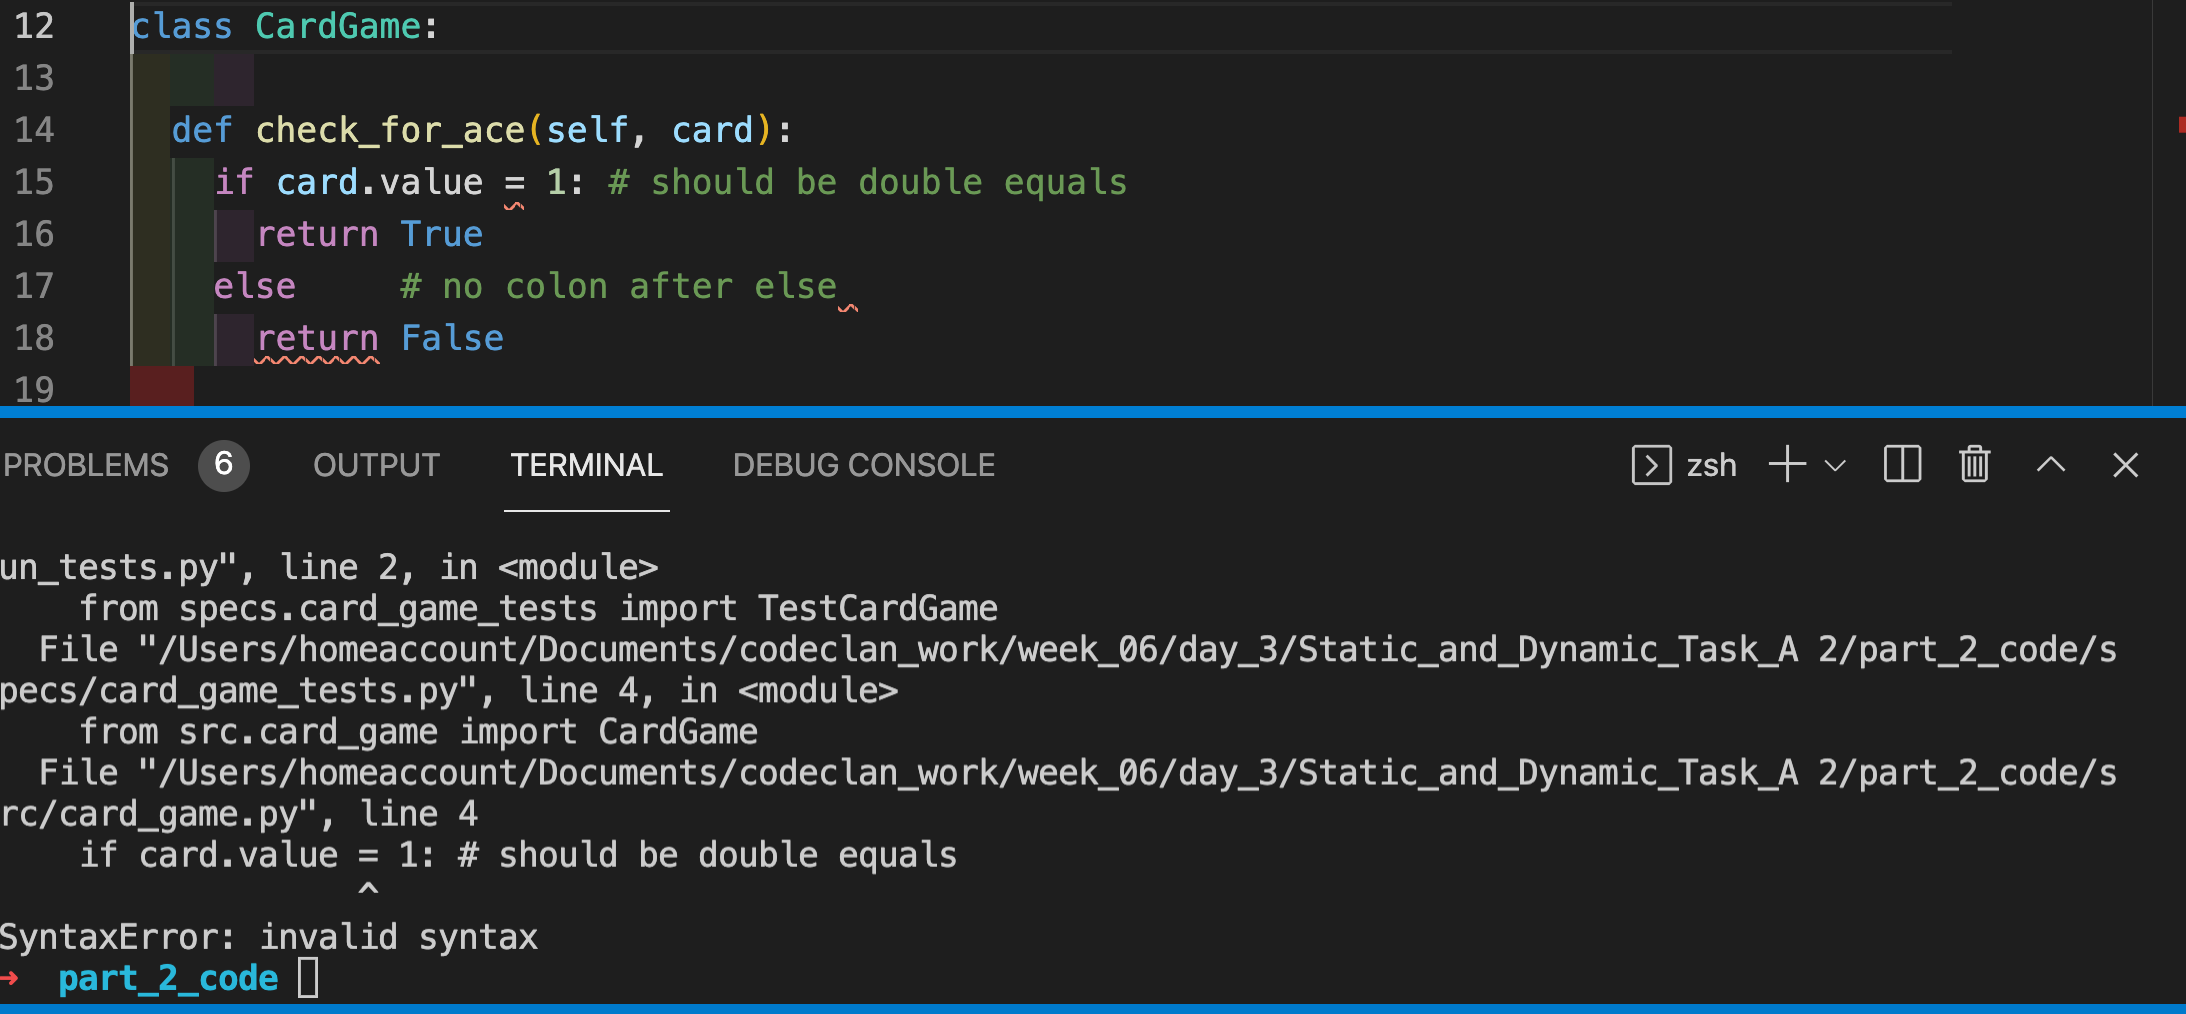 12 class CardGame:
13
14 def check_for_ace(self, card):
15 if card.value = 1: # should be double equals
16 return True
17 else # no colon after else
18 return False
19
PROBLEMS 6 OUTPUT TERMINAL DEBUG CONSOLE zsh
un_tests.py", line 2, in <module>
from specs.card_game_tests import TestCardGame
File "/Users/homeaccount/Documents/codeclan_work/week_06/day_3/Static_and_Dynamic_Task_A 2/part_2_code/s
pecs/card_game_tests.py", line 4, in <module>
from src.card_game import CardGame
File "/Users/homeaccount/Documents/codeclan_work/week_06/day_3/Static_and_Dynamic_Task_A 2/part_2_code/s
rc/card_game.py", line 4
if card.value = 1: # should be double equals
^
SyntaxError: invalid syntax
→ part_2_code